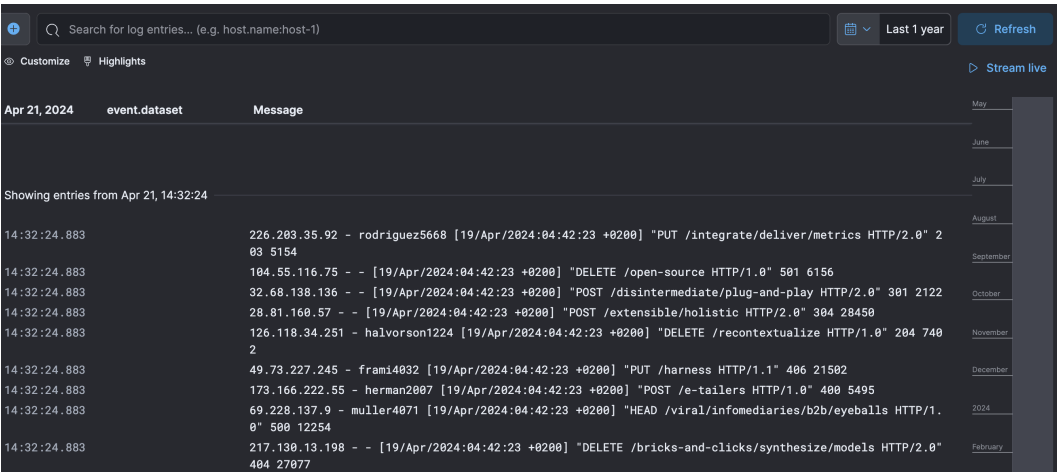 Search for log entries... (e.g. host.name:host-1)
Last 1 year
Refresh
Customize
Highlights
Stream live
Apr 21, 2024 event.dataset Message
Showing entries from Apr 21, 14:32:24
14:32:24.883 226.203.35.92 - rodriguez5668 [19/Apr/2024:04:42:23 +0200] "PUT /integrate/deliver/metrics HTTP/2.0" 2
03 5154
14:32:24.883 104.55.116.75 - - [19/Apr/2024:04:42:23 +0200] "DELETE /open-source HTTP/1.0" 501 6156
14:32:24.883 32.68.138.136 - - [19/Apr/2024:04:42:23 +0200] "POST /disintermediate/plug-and-play HTTP/2.0" 301 2122
14:32:24.883 28.81.160.57 - - [19/Apr/2024:04:42:23 +0200] "POST /extensible/holistic HTTP/2.0" 304 28450
14:32:24.883 126.118.34.251 - halvorson1224 [19/Apr/2024:04:42:23 +0200] "DELETE /recontextualize HTTP/1.0" 204 740
2
14:32:24.883 49.73.227.245 - frami4032 [19/Apr/2024:04:42:23 +0200] "PUT /harness HTTP/1.1" 406 21502
14:32:24.883 173.166.222.55 - herman2007 [19/Apr/2024:04:42:23 +0200] "POST /e-tailers HTTP/1.0" 400 5495
14:32:24.883 69.228.137.9 - muller4071 [19/Apr/2024:04:42:23 +0200] "HEAD /viral/infomediaries/b2b/eyeballs HTTP/1.
0" 500 12254
14:32:24.883 217.130.13.198 - - [19/Apr/2024:04:42:23 +0200] "DELETE /bricks-and-clicks/synthesize/models HTTP/2.0"
404 27077
May
June
July
August
September
October
November
December
2024
February